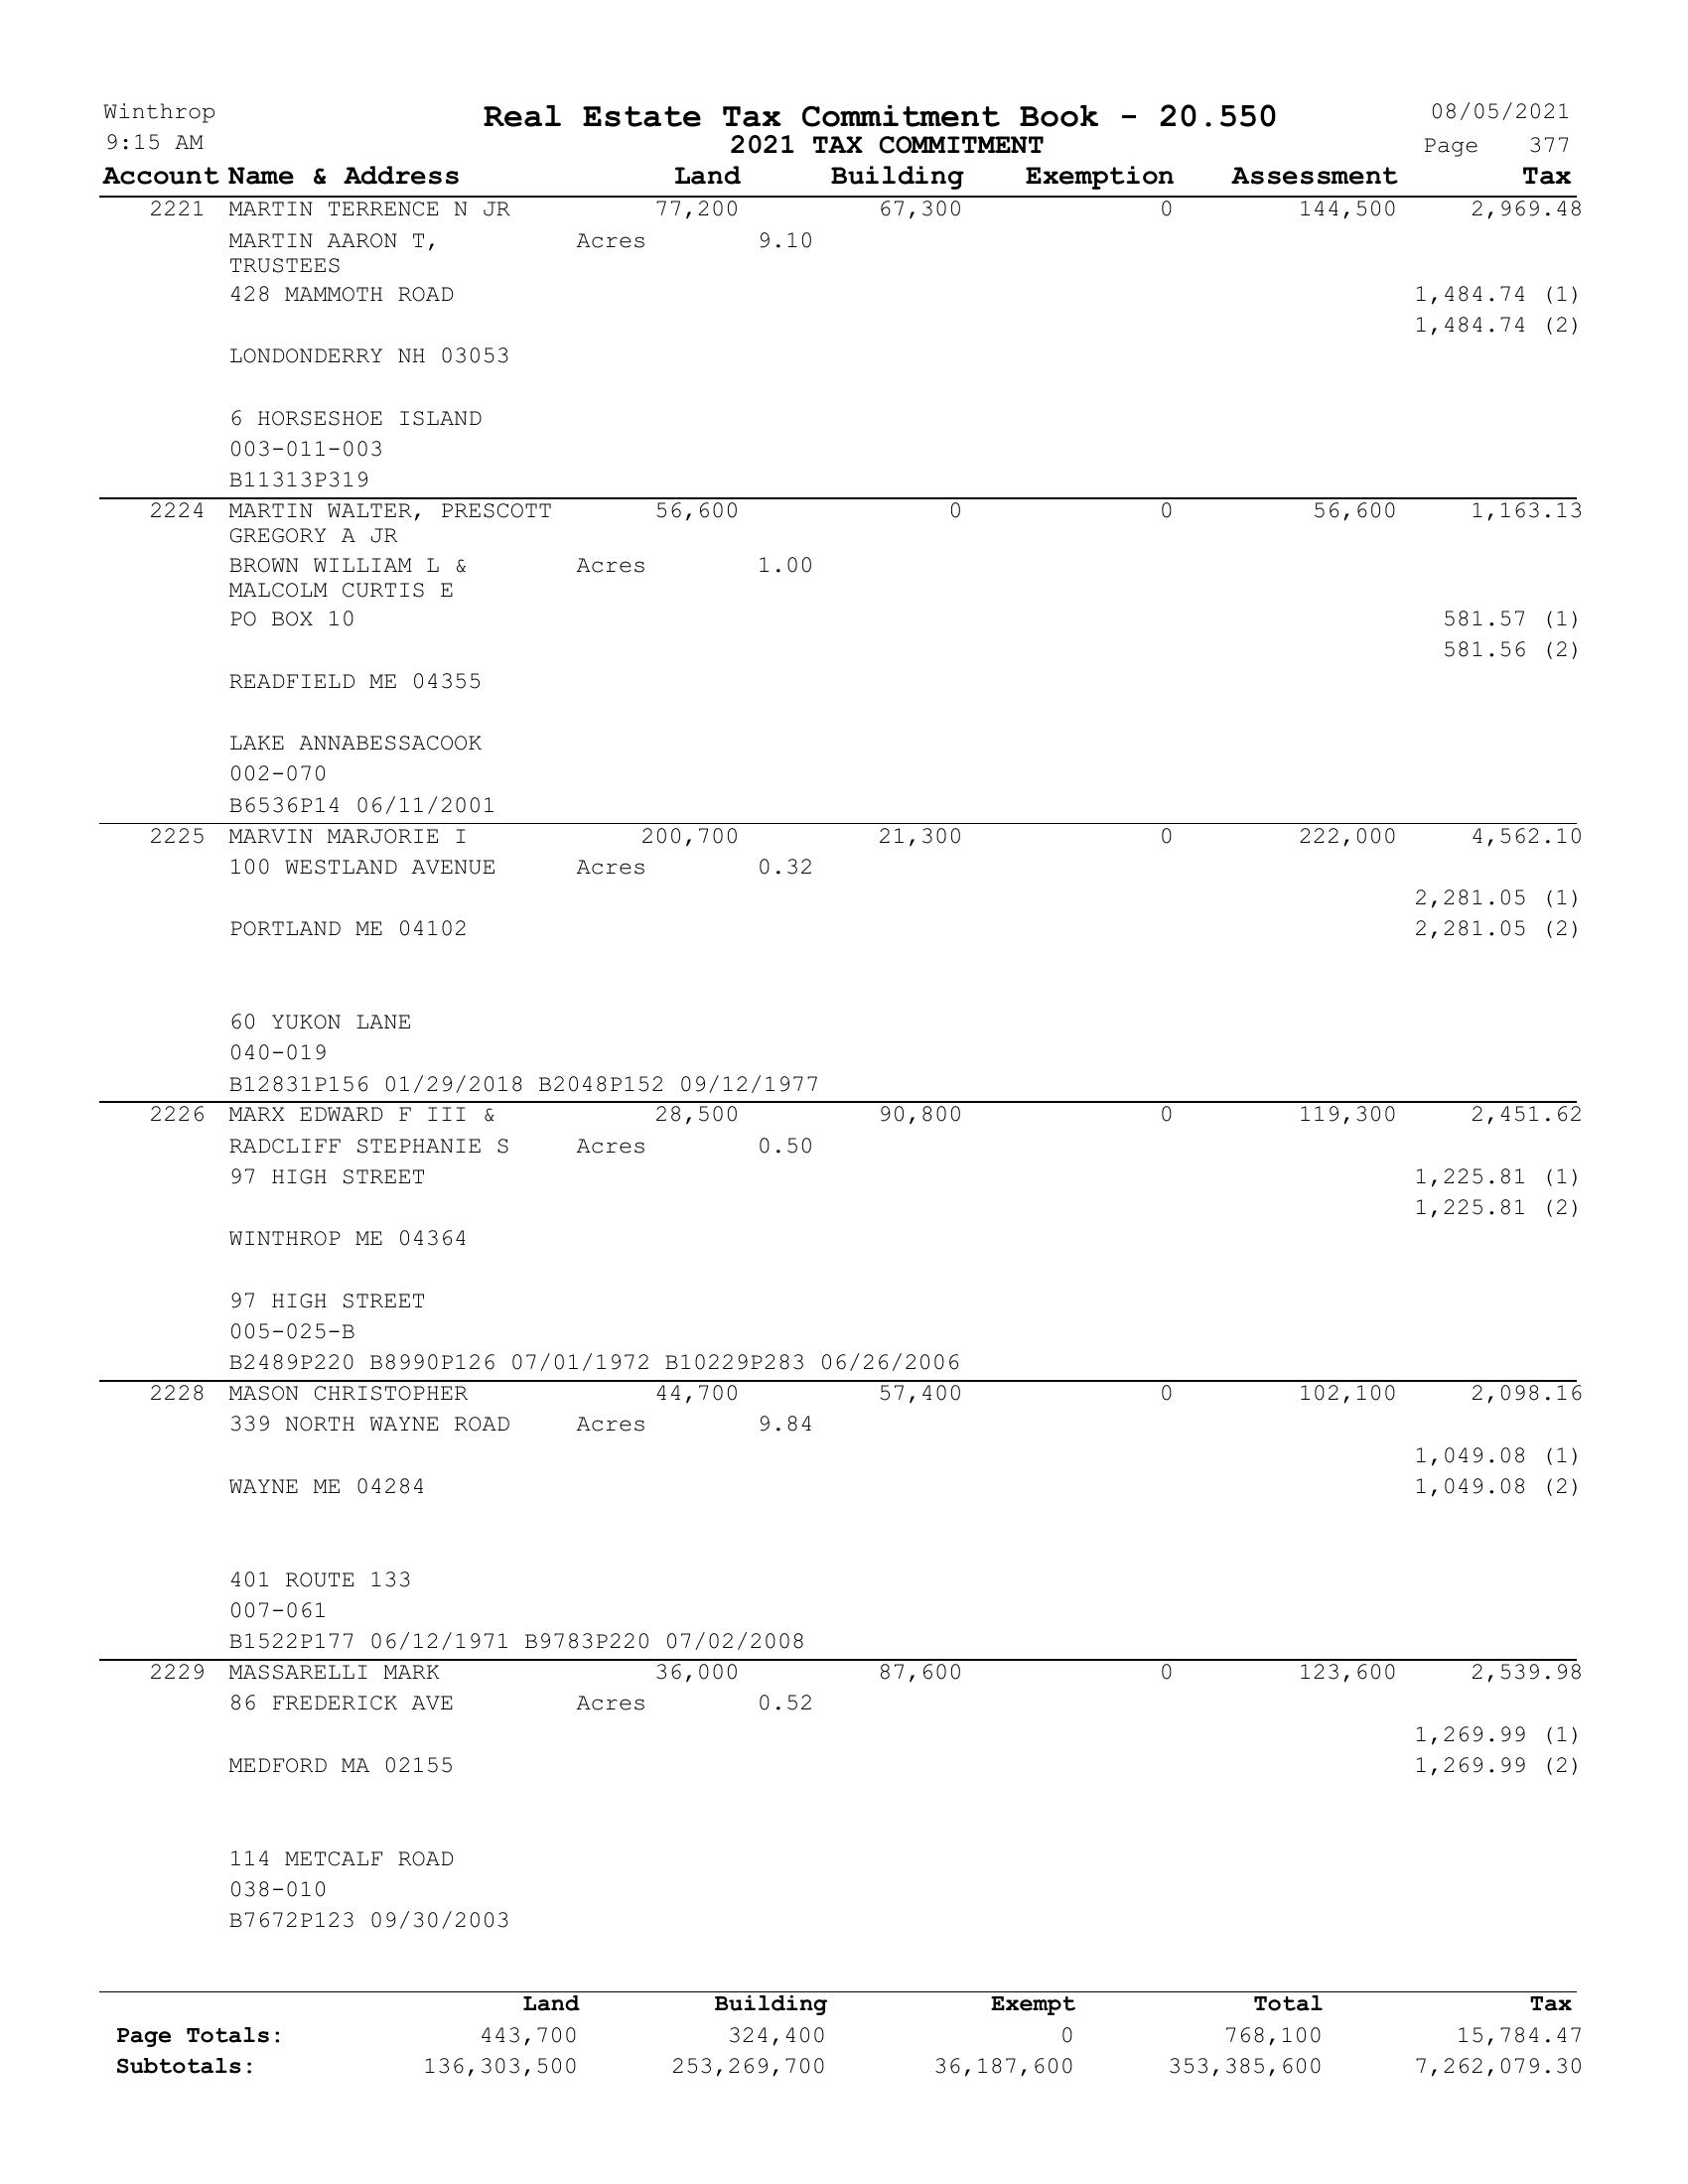 Winthrop Real Estate Tax Commitment Book - 20.550 08/05/2021
9:15 AM 2021 TAX COMMITMENT Page 377
Account Name & Address Land Building Exemption Assessment Tax
2221 MARTIN TERRENCE N JR 77,200 67,300 0 144,500 2,969.48
MARTIN AARON T, Acres 9.10
TRUSTEES
428 MAMMOTH ROAD 1,484.74 (1)
1,484.74 (2)
LONDONDERRY NH 03053
6 HORSESHOE ISLAND
003-011-003
B11313P319
2224 MARTIN WALTER, PRESCOTT 56,600 0 0 56,600 1,163.13
GREGORY A JR
BROWN WILLIAM L & Acres 1.00
MALCOLM CURTIS E
PO BOX 10 581.57 (1)
581.56 (2)
READFIELD ME 04355
LAKE ANNABESSACOOK
002-070
B6536P14 06/11/2001
2225 MARVIN MARJORIE I 200,700 21,300 0 222,000 4,562.10
100 WESTLAND AVENUE Acres 0.32
2,281.05 (1)
PORTLAND ME 04102 2,281.05 (2)
60 YUKON LANE
040-019
B12831P156 01/29/2018 B2048P152 09/12/1977
2226 MARX EDWARD F III & 28,500 90,800 0 119,300 2,451.62
RADCLIFF STEPHANIE S Acres 0.50
97 HIGH STREET 1,225.81 (1)
1,225.81 (2)
WINTHROP ME 04364
97 HIGH STREET
005-025-B
B2489P220 B8990P126 07/01/1972 B10229P283 06/26/2006
2228 MASON CHRISTOPHER 44,700 57,400 0 102,100 2,098.16
339 NORTH WAYNE ROAD Acres 9.84
1,049.08 (1)
WAYNE ME 04284 1,049.08 (2)
401 ROUTE 133
007-061
B1522P177 06/12/1971 B9783P220 07/02/2008
2229 MASSARELLI MARK 36,000 87,600 0 123,600 2,539.98
86 FREDERICK AVE Acres 0.52
1,269.99 (1)
MEDFORD MA 02155 1,269.99 (2)
114 METCALF ROAD
038-010
B7672P123 09/30/2003
Land Building Exempt Total Tax
Page Totals: 443,700 324,400 0 768,100 15,784.47
Subtotals: 136,303,500 253,269,700 36,187,600 353,385,600 7,262,079.30